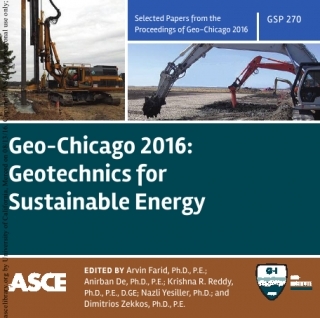 Selected Papers from the
Proceedings of Geo-Chicago 2016
GSP 270
Geo-Chicago 2016:
Geotechnics for
Sustainable Energy
ASCE
EDITED BY Arvin Farid, Ph.D., P.E.;
Anirban De, Ph.D., P.E.; Krishna R. Reddy,
Ph.D., P.E., D.GE; Nazli Yesiller, Ph.D.; and
Dimitrios Zekkos, Ph.D., P.E.
G-I